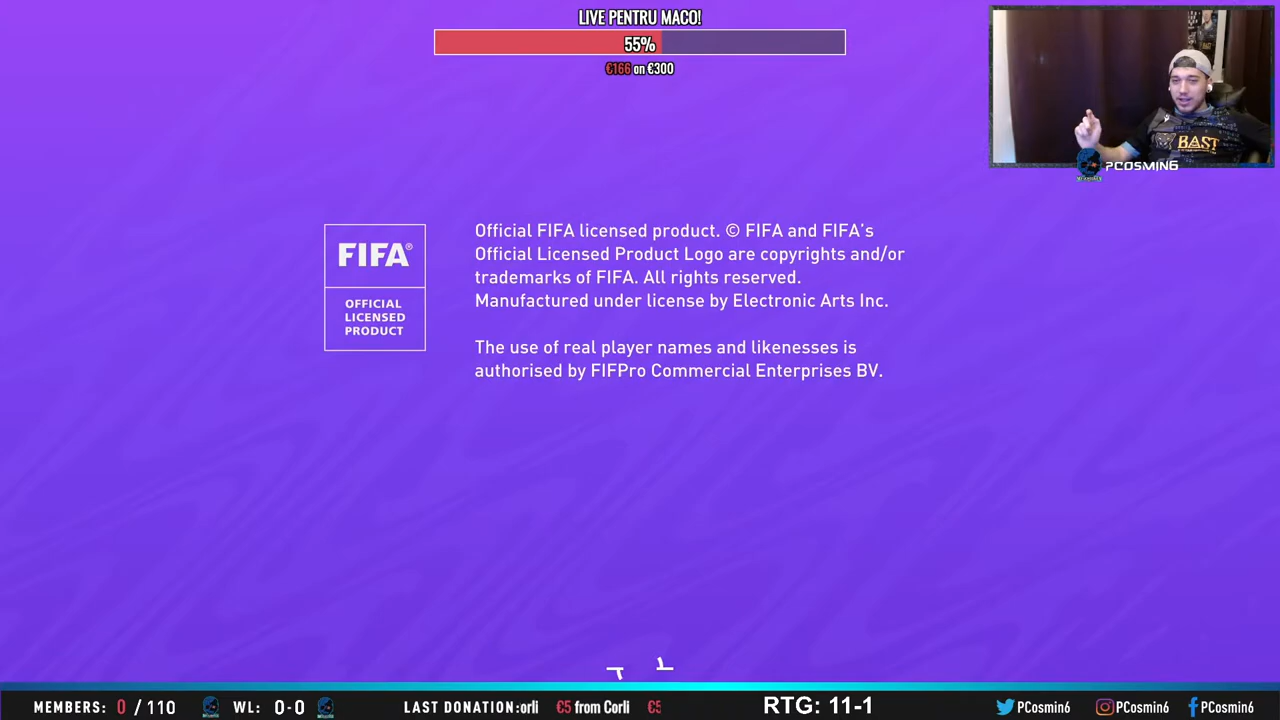 LIVE PENTRU MACO!
55%
€166 on €300
BAST
PCOSMIN6
FIFA®
OFFICIAL
LICENSED
PRODUCT
Official FIFA licensed product. © FIFA and FIFA's
Official Licensed Product Logo are copyrights and/or
trademarks of FIFA. All rights reserved.
Manufactured under license by Electronic Arts Inc.
The use of real player names and likenesses is
authorised by FIFPro Commercial Enterprises BV.
MEMBERS: 0 / 110
WL: 0-0
LAST DONATION:orli €5 from Corli €5
RTG: 11-1
PCosmin6
PCosmin6
PCosmin6